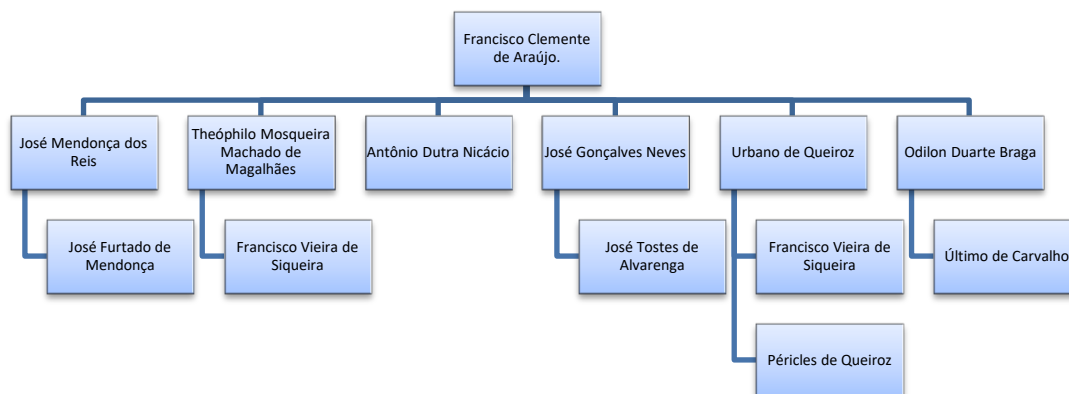 Francisco Clemente
de Araújo.
José Mendonça dos
Reis
Theóphilo Mosqueira
Machado de
Magalhães
Antônio Dutra Nicácio
José Gonçalves Neves
Urbano de Queiroz
Odilon Duarte Braga
José Furtado de
Mendonça
Francisco Vieira de
Siqueira
José Tostes de
Alvarenga
Francisco Vieira de
Siqueira
Último de Carvalho
Péricles de Queiroz